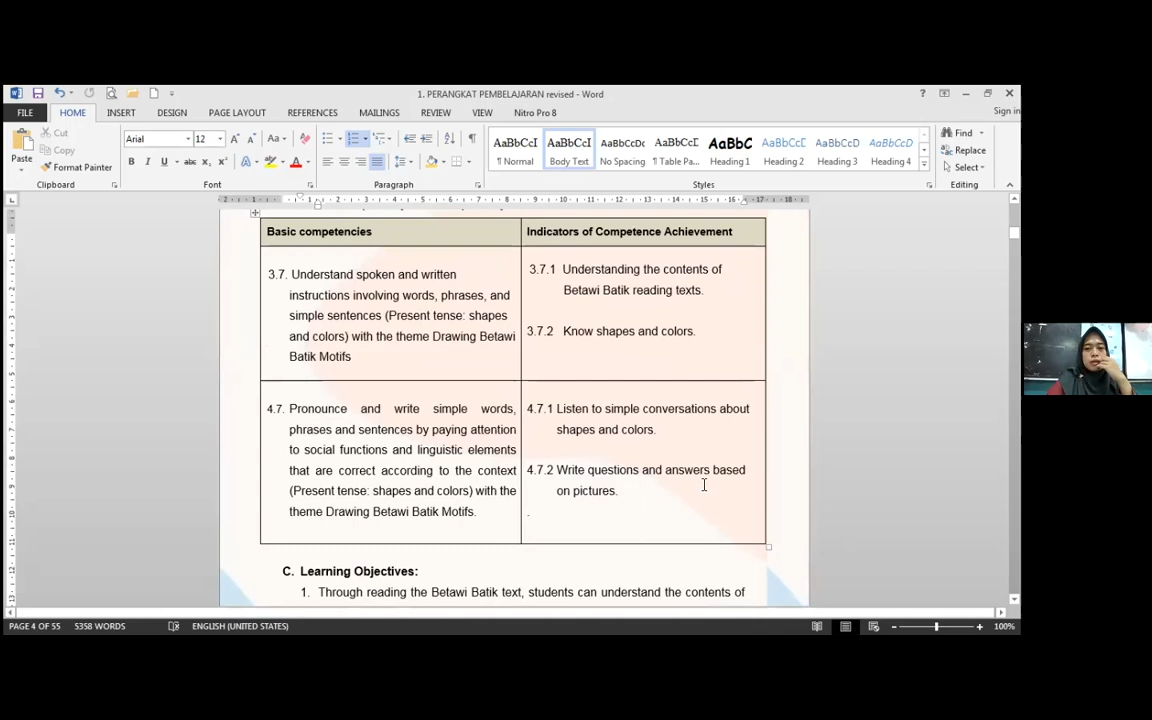 1. PERANGKAT PEMBELAJARAN revised - Word
Sign in
FILE HOME INSERT DESIGN PAGE LAYOUT REFERENCES MAILINGS REVIEW VIEW Nitro Pro 8
Cut
Copy
Paste
Format Painter
Arial 12
AaBbCcI AaBbCcI AaBbCcDc AaBbCcI AaBbCc AaBbCcI AaBbCcD AaBbCcI
¶ Normal Body Text No Spacing ¶ Table Pa... Heading 1 Heading 2 Heading 3 Heading 4
Find
Replace
Select
Clipboard Font Paragraph Styles Editing
Basic competencies
Indicators of Competence Achievement
3.7. Understand spoken and written
instructions involving words, phrases, and
simple sentences (Present tense: shapes
and colors) with the theme Drawing Betawi
Batik Motifs
3.7.1 Understanding the contents of
Betawi Batik reading texts.
3.7.2 Know shapes and colors.
4.7. Pronounce and write simple words,
phrases and sentences by paying attention
to social functions and linguistic elements
that are correct according to the context
(Present tense: shapes and colors) with the
theme Drawing Betawi Batik Motifs.
4.7.1 Listen to simple conversations about
shapes and colors.
4.7.2 Write questions and answers based
on pictures.
.
C. Learning Objectives:
1. Through reading the Betawi Batik text, students can understand the contents of
PAGE 4 OF 55 5358 WORDS ENGLISH (UNITED STATES) 100%